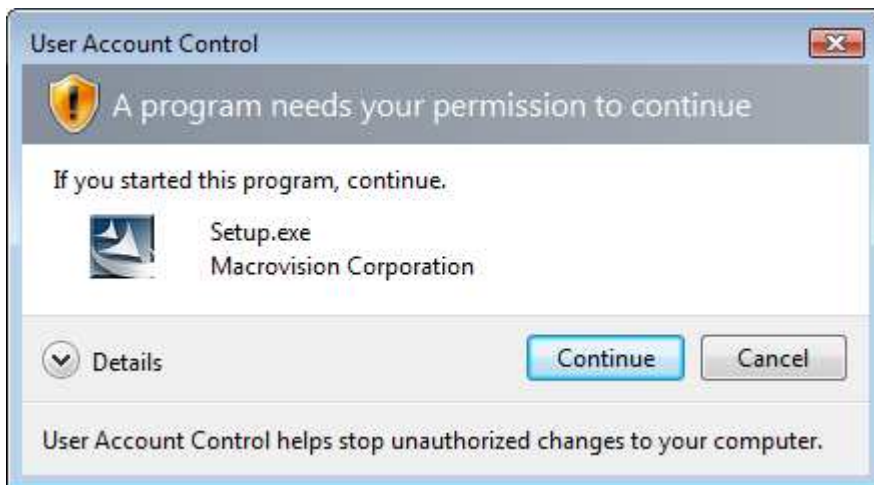 User Account Control
A program needs your permission to continue
If you started this program, continue.
Setup.exe
Macrovision Corporation
Details
Continue
Cancel
User Account Control helps stop unauthorized changes to your computer.